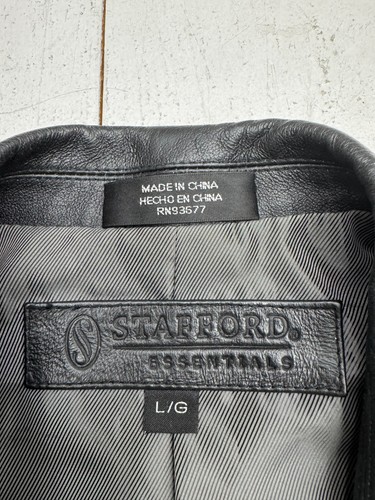 MADE IN CHINA
HECHO EN CHINA
RN93677
S STAFFORD®
ESSENTIALS
L/G